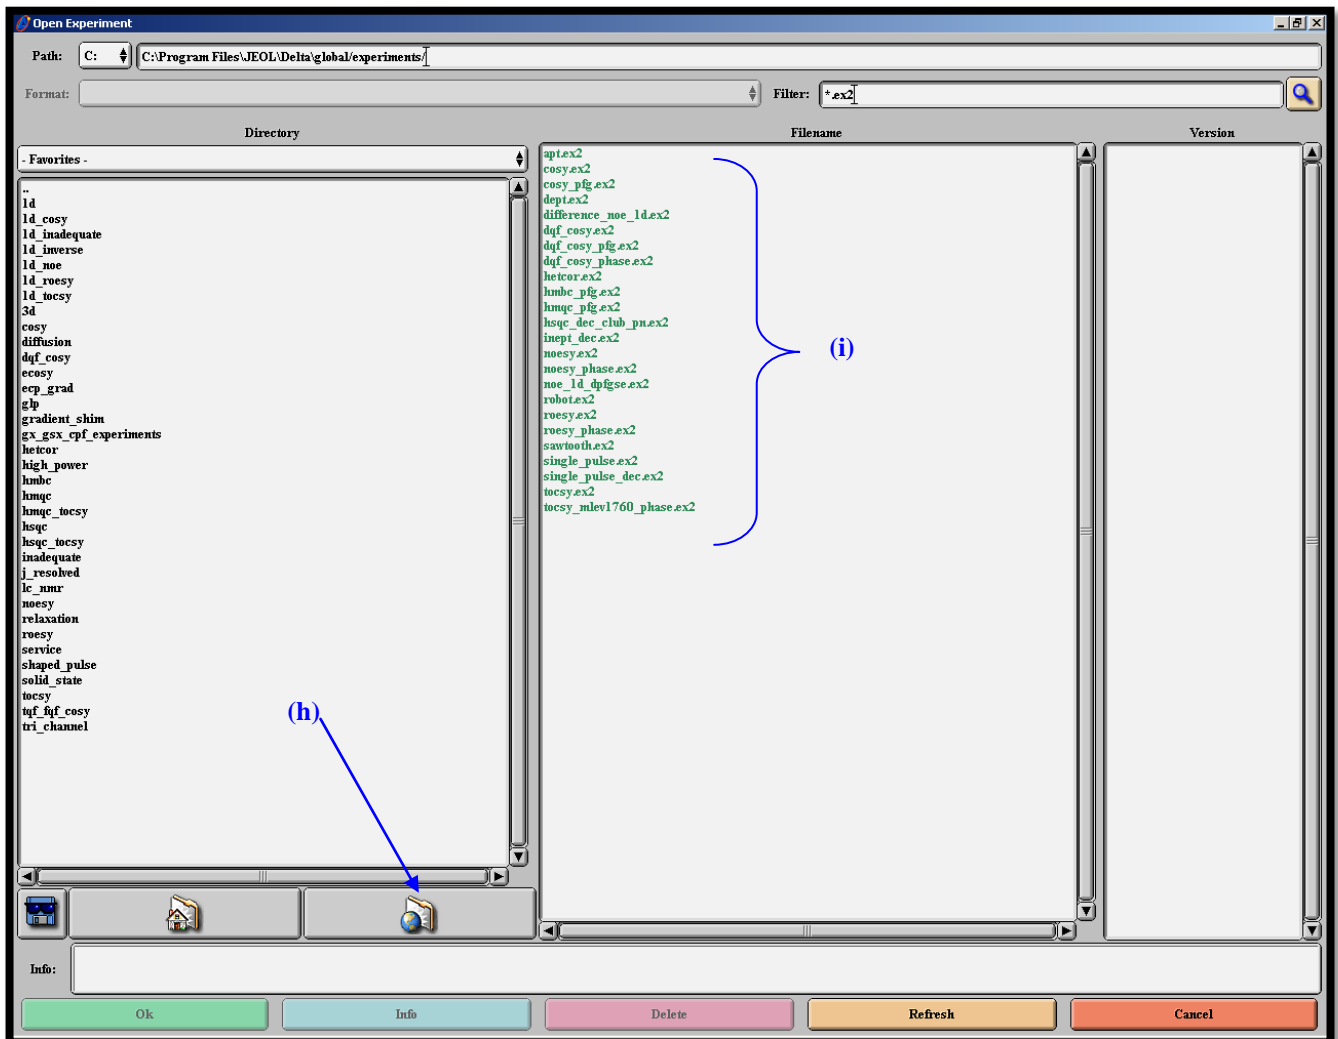 Open Experiment
Path: C: C:\Program Files\JEOL\Delta\global/experiments/
Format: Filter: *.ex2
Directory
- Favorites -
..
1d
1d_cosy
1d_inadequate
1d_inverse
1d_noe
1d_roesy
1d_tocsy
3d
cosy
diffusion
dqf_cosy
ecosy
ecp_grad
glp
gradient_shim
gx_gsx_cpf_experiments
hetcor
high_power
hmbc
hmqc
hmqc_tocsy
hsqc
hsqc_tocsy
inadequate
j_resolved
lc_nmr
noesy
relaxation
roesy
service
shaped_pulse
solid_state
tocsy
tqf_fqf_cosy
tri_channel
(h)
Filename
apt.ex2
cosy.ex2
cosy_pfg.ex2
dept.ex2
difference_noe_1d.ex2
dqf_cosy.ex2
dqf_cosy_pfg.ex2
dqf_cosy_phase.ex2
hetcor.ex2
hmbc_pfg.ex2
hmqc_pfg.ex2
hsqc_dec_club_pn.ex2
inept_dec.ex2
noesy.ex2
noesy_phase.ex2
noe_1d_dpfgse.ex2
robot.ex2
roesy.ex2
roesy_phase.ex2
sawtooth.ex2
single_pulse.ex2
single_pulse_dec.ex2
tocsy.ex2
tocsy_mlev1760_phase.ex2
(i)
Version
Info:
Ok Info Delete Refresh Cancel